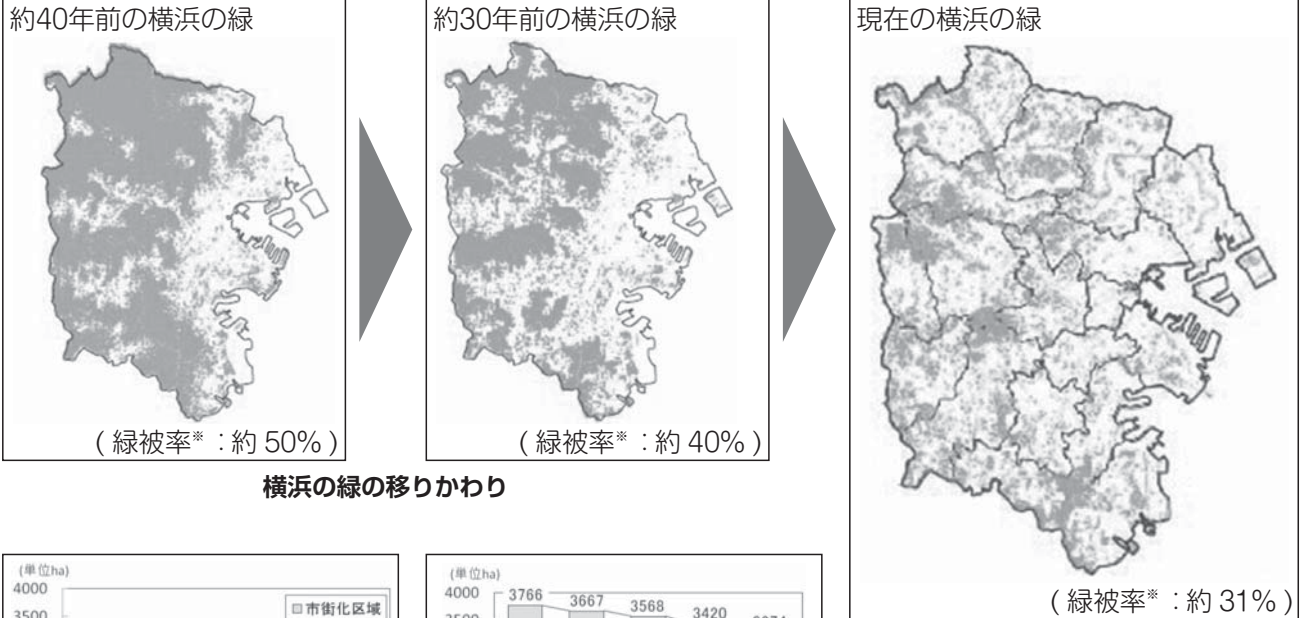 約40年前の横浜の緑
(緑被率※：約50%)
約30年前の横浜の緑
(緑被率※：約40%)
現在の横浜の緑
(緑被率※：約31%)
横浜の緑の移りかわり
(単位ha)
4000
□市街化区域
(単位ha)
4000
3766
3667
3568
3420